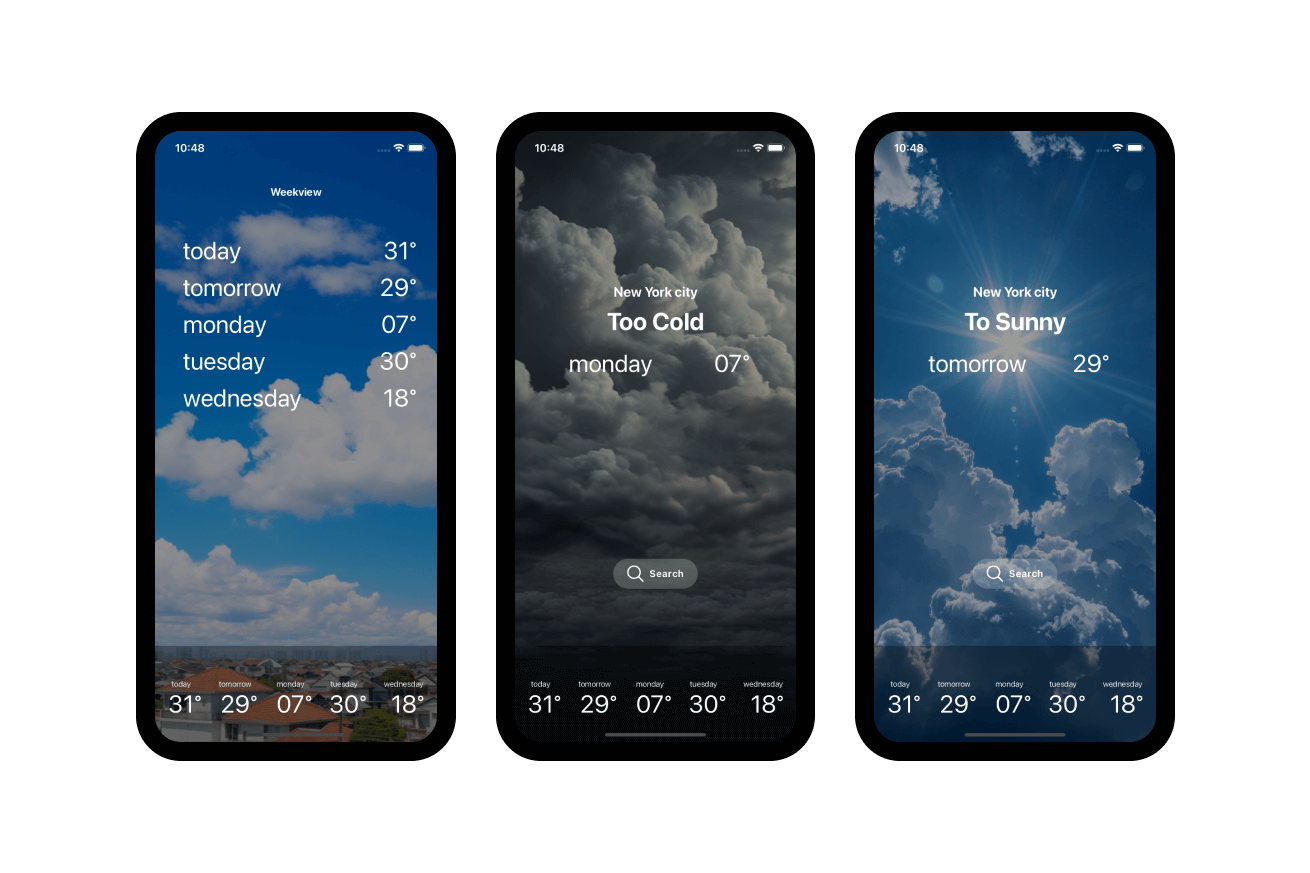 10:48
Weekview
today 31°
tomorrow 29°
monday 07°
tuesday 30°
wednesday 18°
today tomorrow monday tuesday wednesday
31° 29° 07° 30° 18°
10:48
New York city
Too Cold
monday 07°
Search
today tomorrow monday tuesday wednesday
31° 29° 07° 30° 18°
10:48
New York city
To Sunny
tomorrow 29°
Search
today tomorrow monday tuesday wednesday
31° 29° 07° 30° 18°